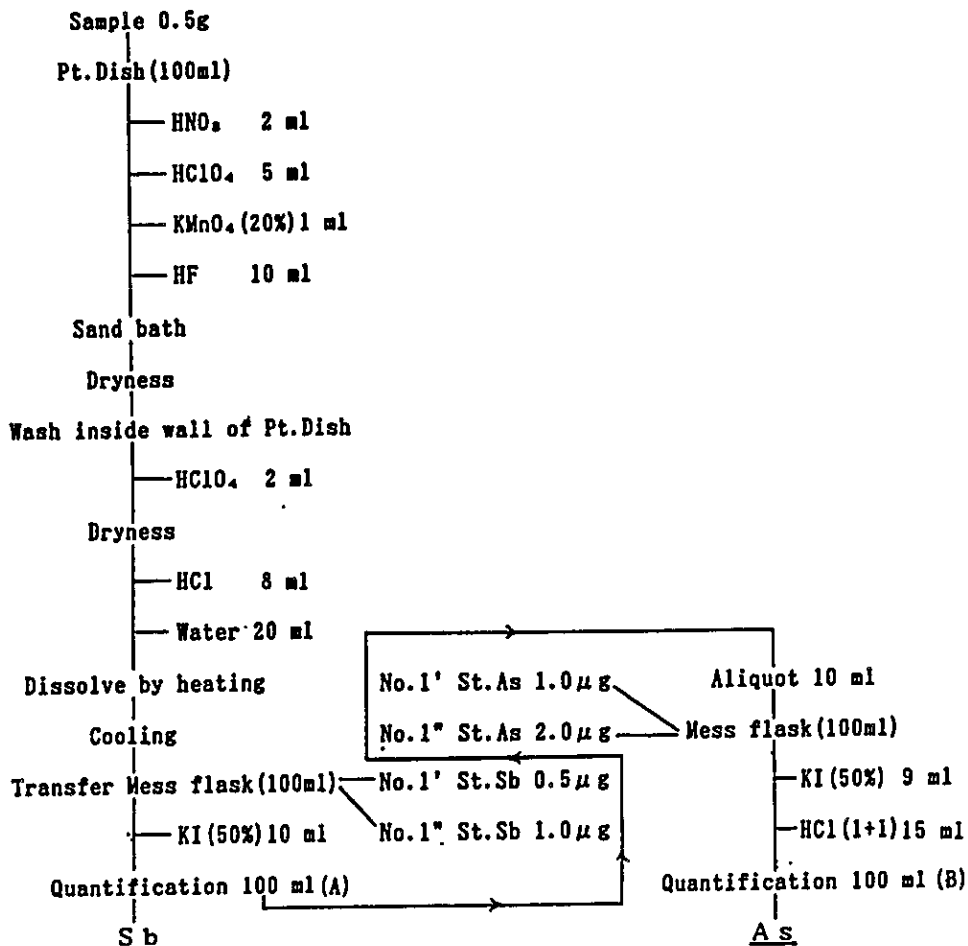 Sample 0.5g
Pt.Dish(100ml)
HNO₃ 2 ml
HClO₄ 5 ml
KMnO₄(20%)1 ml
HF 10 ml
Sand bath
Dryness
Wash inside wall of Pt.Dish
HClO₄ 2 ml
Dryness
HCl 8 ml
Water 20 ml
Dissolve by heating
Cooling
Transfer Mess flask(100ml)
No.1' St.Sb 0.5μg
No.1" St.Sb 1.0μg
KI(50%)10 ml
Quantification 100 ml(A)
Sb
No.1' St.As 1.0μg
No.1" St.As 2.0μg
Aliquot 10 ml
Mess flask(100ml)
KI(50%) 9 ml
HCl(1+1)15 ml
Quantification 100 ml(B)
As